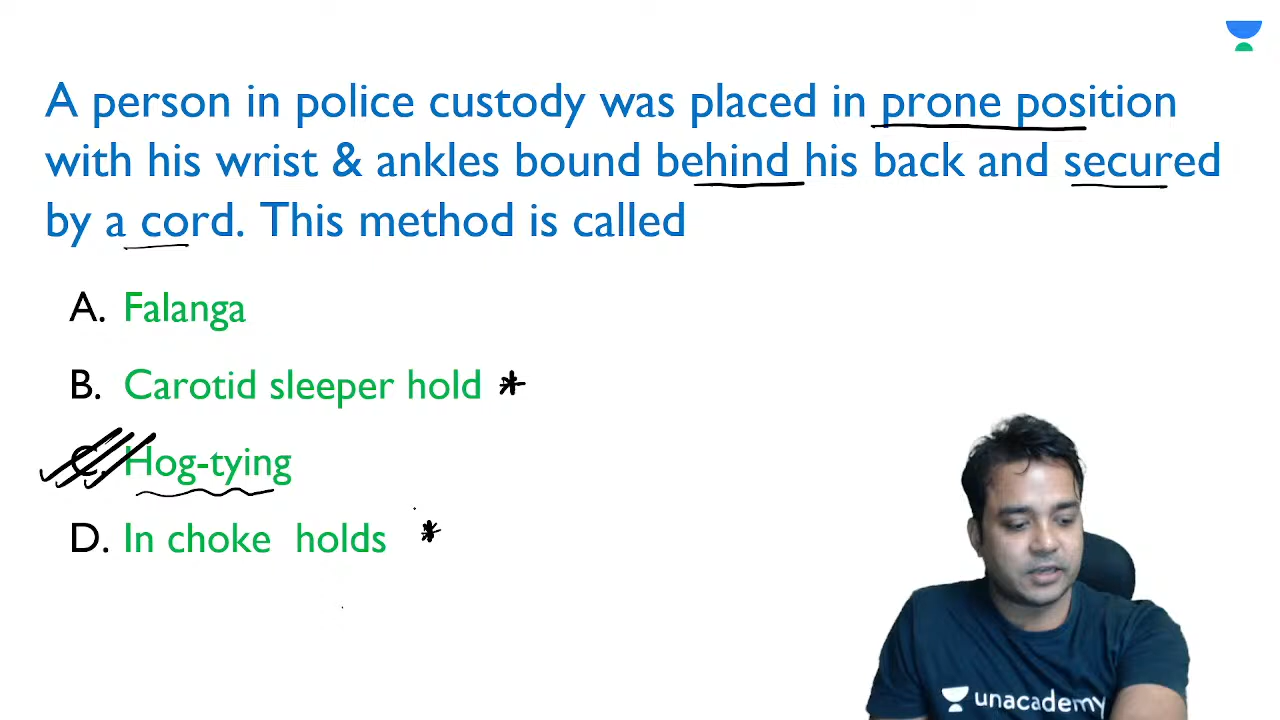 A person in police custody was placed in prone position
with his wrist & ankles bound behind his back and secured
by a cord. This method is called
A. Falanga
B. Carotid sleeper hold *
C. Hog-tying
D. In choke holds *
unacademy